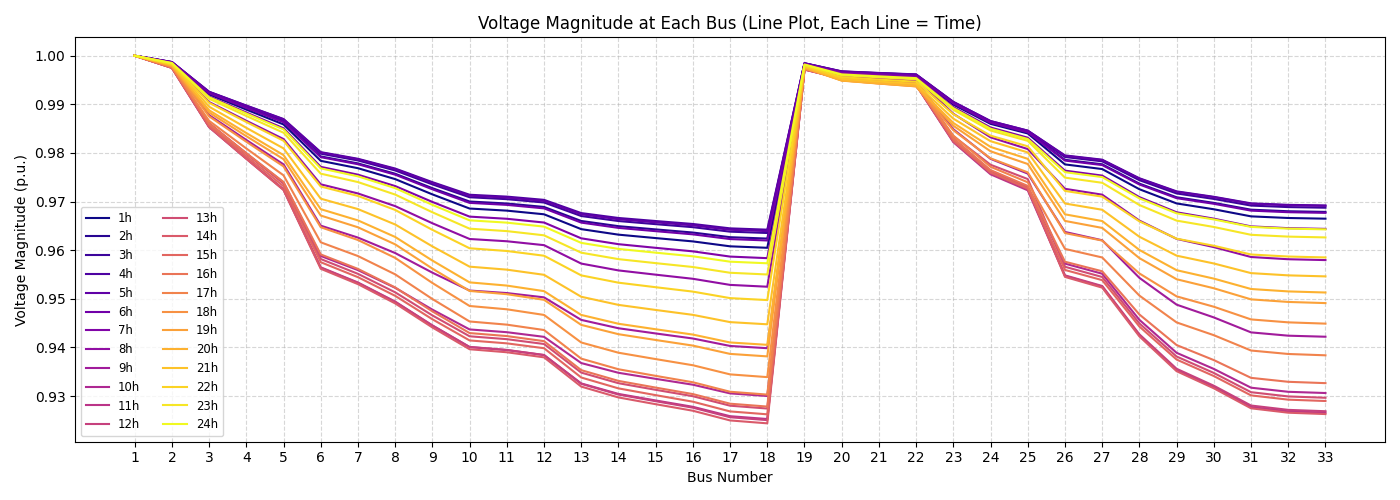 Voltage Magnitude at Each Bus (Line Plot, Each Line = Time)
Voltage Magnitude (p.u.)
1.00
0.99
0.98
0.97
0.96
0.95
0.94
0.93
1h 13h
2h 14h
3h 15h
4h 16h
5h 17h
6h 18h
7h 19h
8h 20h
9h 21h
10h 22h
11h 23h
12h 24h
1 2 3 4 5 6 7 8 9 10 11 12 13 14 15 16 17 18 19 20 21 22 23 24 25 26 27 28 29 30 31 32 33
Bus Number